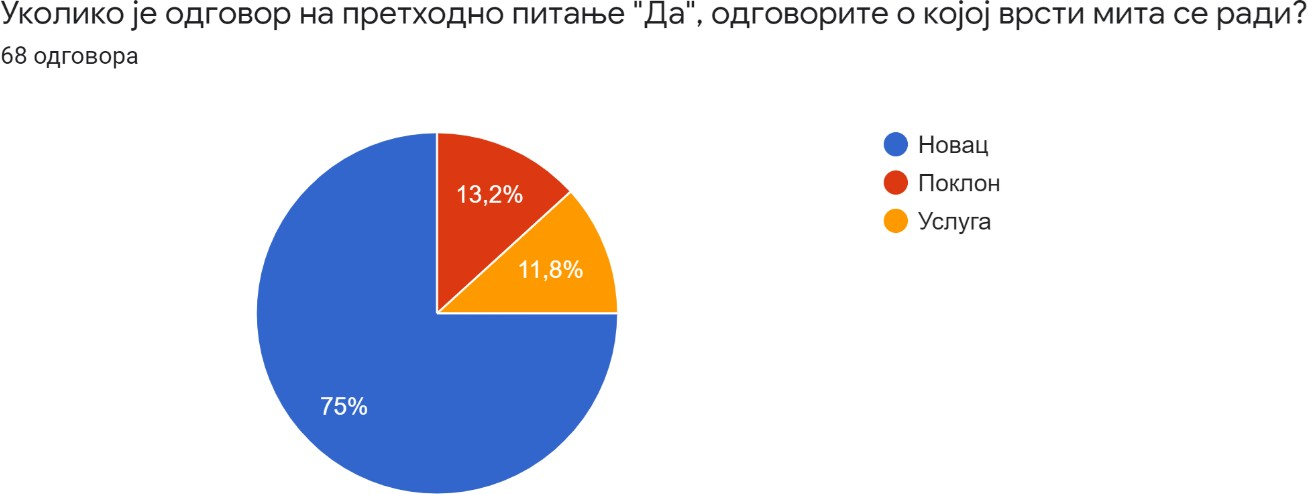 Уколико је одговор на претходно питање "Да", одговорите о којој врсти мита се ради?
68 одговора
Новац
Поклон
Услуга
13,2%
11,8%
75%